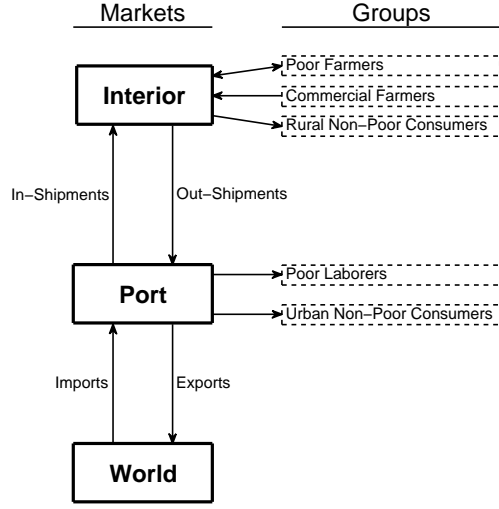 Markets
Groups
Poor Farmers
Interior
Commercial Farmers
Rural Non−Poor Consumers
In−Shipments
Out−Shipments
Poor Laborers
Port
Urban Non−Poor Consumers
Imports
Exports
World